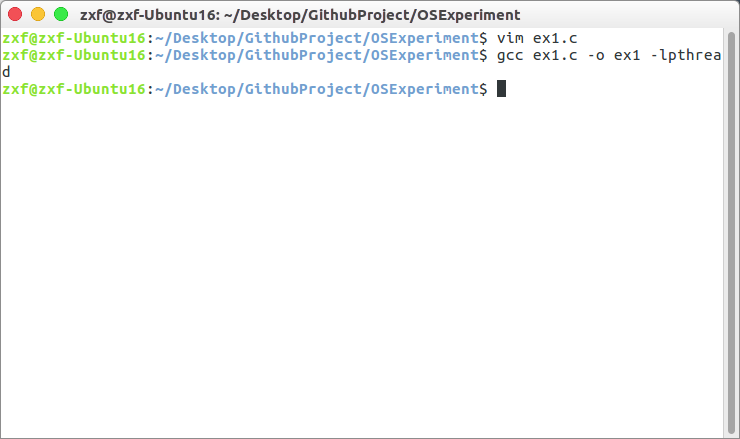 zxf@zxf-Ubuntu16: ~/Desktop/GithubProject/OSExperiment
zxf@zxf-Ubuntu16:~/Desktop/GithubProject/OSExperiment$ vim ex1.c
zxf@zxf-Ubuntu16:~/Desktop/GithubProject/OSExperiment$ gcc ex1.c -o ex1 -lpthrea
d
zxf@zxf-Ubuntu16:~/Desktop/GithubProject/OSExperiment$